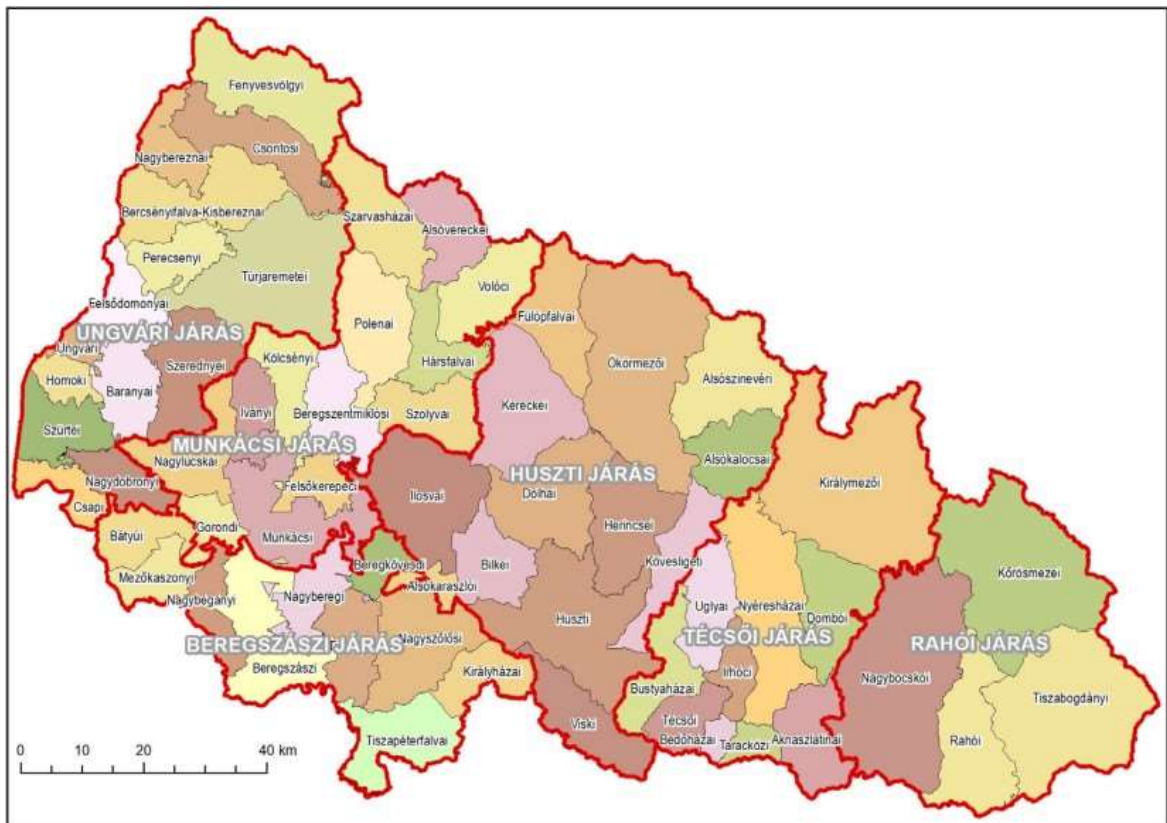 Fenyvesvölgyi
Csontosi
Nagybereznai
Bercsényifalva-Kisbereznai
Szarvasházai
Alsóvereckei
Perecsenyi
Turjaremetei
Volóci
Felsődomonyai
Polenai
Fülöpfalvai
UNGVÁRI JÁRÁS
Ungvári
Szerednyei
Kölcsényi
Hársfalvai
Ökörmezői
Alsószinevéri
Homoki
Baranyai
Iványi
Beregszentmiklósi
Szolyvai
Kereckei
Szürtei
MUNKÁCSI JÁRÁS
Alsókalocsai
Nagylucskai
HUSZTI JÁRÁS
Királymezői
Nagydobronyi
Felsőkerepeci
Ilosvai
Dolhai
Csapi
Gorondi
Munkácsi
Herincsei
Bátyúi
Beregkövesdi
Bilkei
Kövesligeti
Kőrösmezei
Mezőkaszonyi
Alsókaraszlói
Nagybégányi
Nagyberegi
Uglyai
Nyéresházai
Dombói
Huszti
BEREGSZÁSZI JÁRÁS
Nagyszőlősi
TÉCSŐI JÁRÁS
RAHÓI JÁRÁS
Beregszászi
Királyházai
Irhóci
Nagybocskói
Bustyaházai
Tiszabogdányi
Viski
Técsői
Tiszapéterfalvai
Bedőházai
Taracközi
Aknaszlatinai
Rahói
0 10 20 40 km